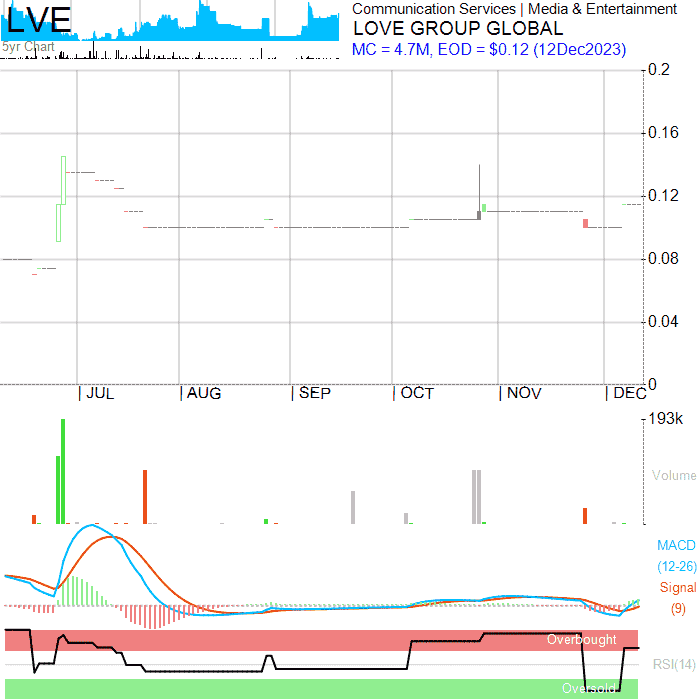 LVE
5yr Chart
Communication Services | Media & Entertainment
LOVE GROUP GLOBAL
MC = 4.7M, EOD = $0.12 (12Dec2023)
0.2
0.16
0.12
0.08
0.04
0
JUL
AUG
SEP
OCT
NOV
DEC
193k
Volume
MACD
(12-26)
Signal
(9)
Overbought
RSI(14)
Oversold